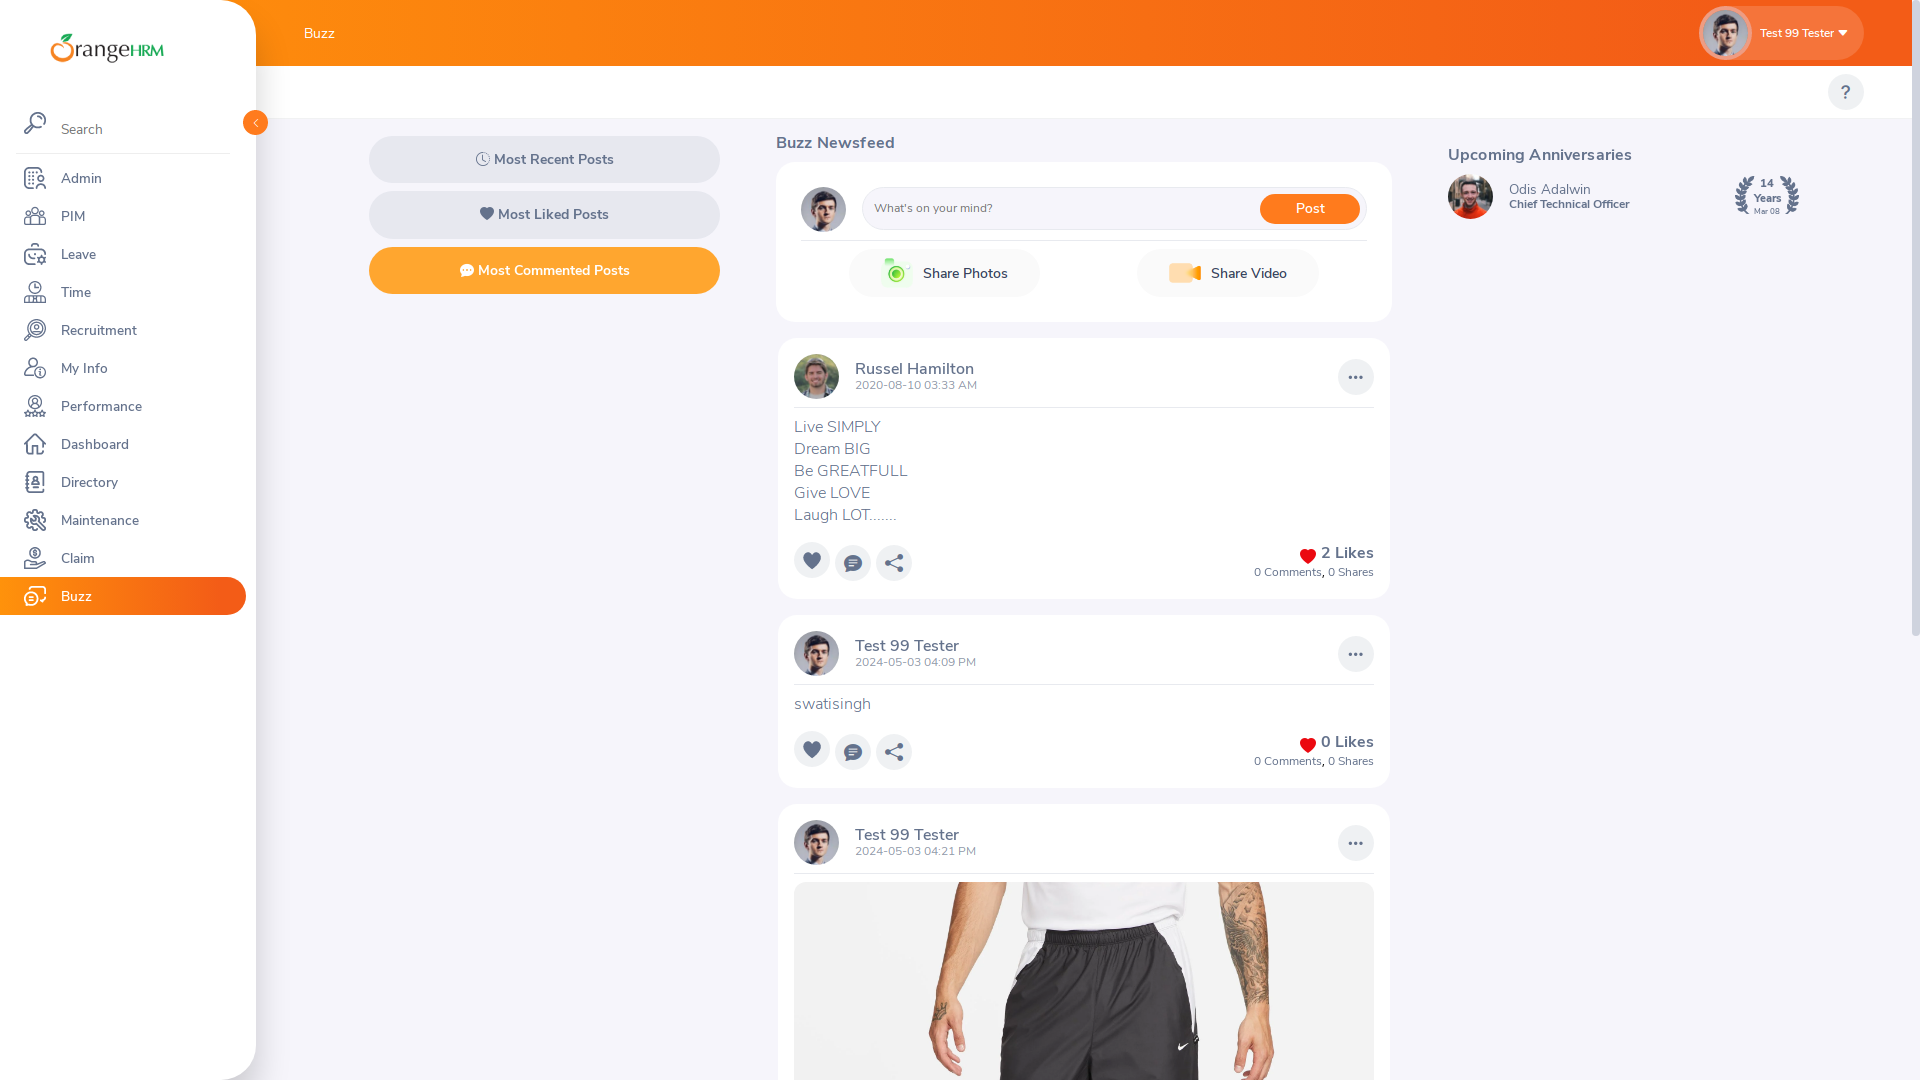 OrangeHRM
Search
Admin
PIM
Leave
Time
Recruitment
My Info
Performance
Dashboard
Directory
Maintenance
Claim
Buzz
Buzz
Test 99 Tester
?
Most Recent Posts
Most Liked Posts
Most Commented Posts
Buzz Newsfeed
What's on your mind?
Post
Share Photos
Share Video
Russel Hamilton
2020-08-10 03:33 AM
Live SIMPLY
Dream BIG
Be GREATFULL
Give LOVE
Laugh LOT.......
2 Likes
0 Comments, 0 Shares
Test 99 Tester
2024-05-03 04:09 PM
swatisingh
0 Likes
0 Comments, 0 Shares
Test 99 Tester
2024-05-03 04:21 PM
Upcoming Anniversaries
Odis Adalwin
Chief Technical Officer
14
Years
Mar 08